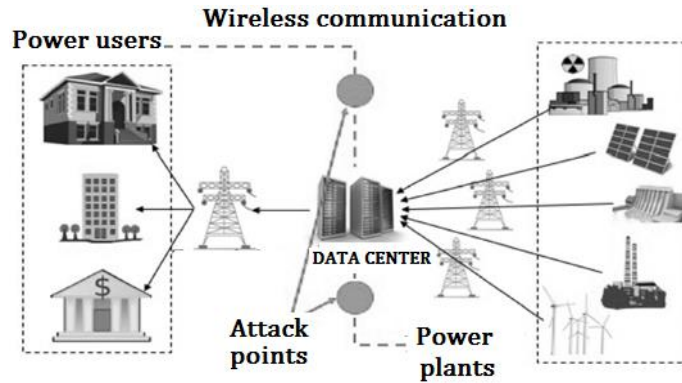 Wireless communication
Power users
$
DATA CENTER
Attack
points
Power
plants